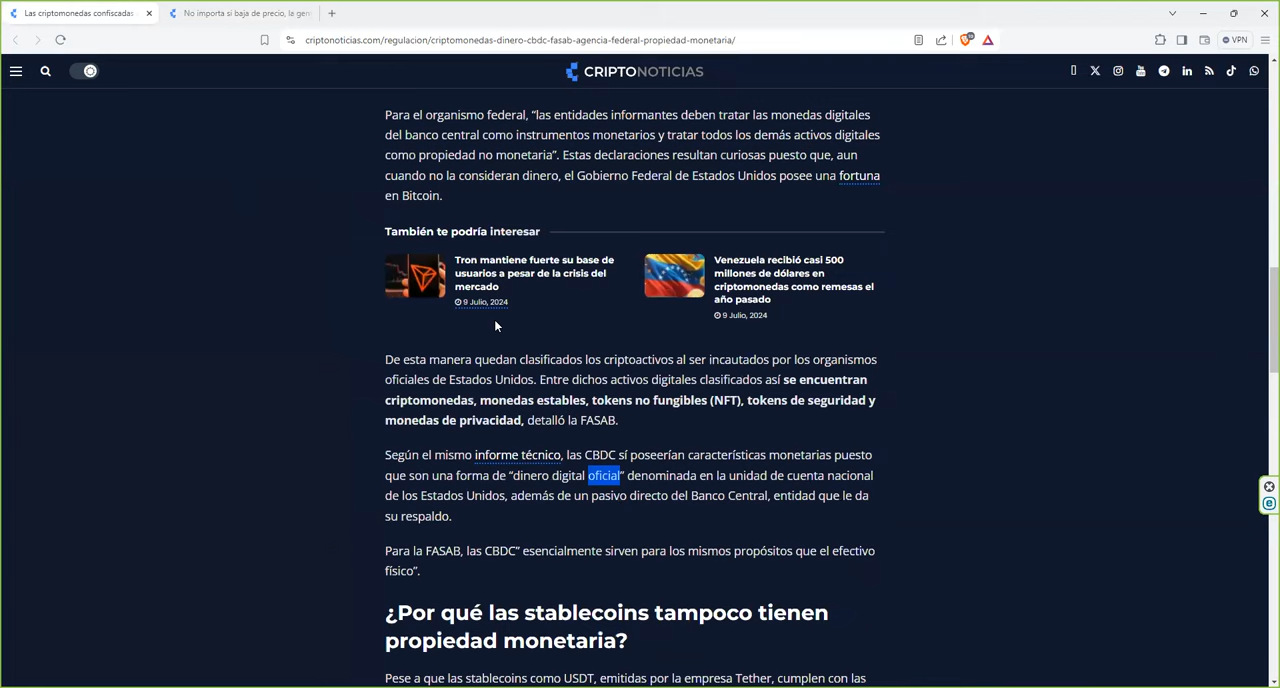 Las criptomonedas confiscadas
No importa si baja de precio, la gen
criptonoticias.com/regulacion/criptomonedas-dinero-cbdc-fasab-agencia-federal-propiedad-monetaria/
VPN
CRIPTONOTICIAS
Para el organismo federal, “las entidades informantes deben tratar las monedas digitales
del banco central como instrumentos monetarios y tratar todos los demás activos digitales
como propiedad no monetaria”. Estas declaraciones resultan curiosas puesto que, aun
cuando no la consideran dinero, el Gobierno Federal de Estados Unidos posee una fortuna
en Bitcoin.
También te podría interesar
Tron mantiene fuerte su base de
usuarios a pesar de la crisis del
mercado
9 Julio, 2024
Venezuela recibió casi 500
millones de dólares en
criptomonedas como remesas el
año pasado
9 Julio, 2024
De esta manera quedan clasificados los criptoactivos al ser incautados por los organismos
oficiales de Estados Unidos. Entre dichos activos digitales clasificados así se encuentran
criptomonedas, monedas estables, tokens no fungibles (NFT), tokens de seguridad y
monedas de privacidad, detalló la FASAB.
Según el mismo informe técnico, las CBDC sí poseerían características monetarias puesto
que son una forma de “dinero digital oficial” denominada en la unidad de cuenta nacional
de los Estados Unidos, además de un pasivo directo del Banco Central, entidad que le da
su respaldo.
Para la FASAB, las CBDC” esencialmente sirven para los mismos propósitos que el efectivo
físico”.
¿Por qué las stablecoins tampoco tienen
propiedad monetaria?
Pese a que las stablecoins como USDT, emitidas por la empresa Tether, cumplen con las